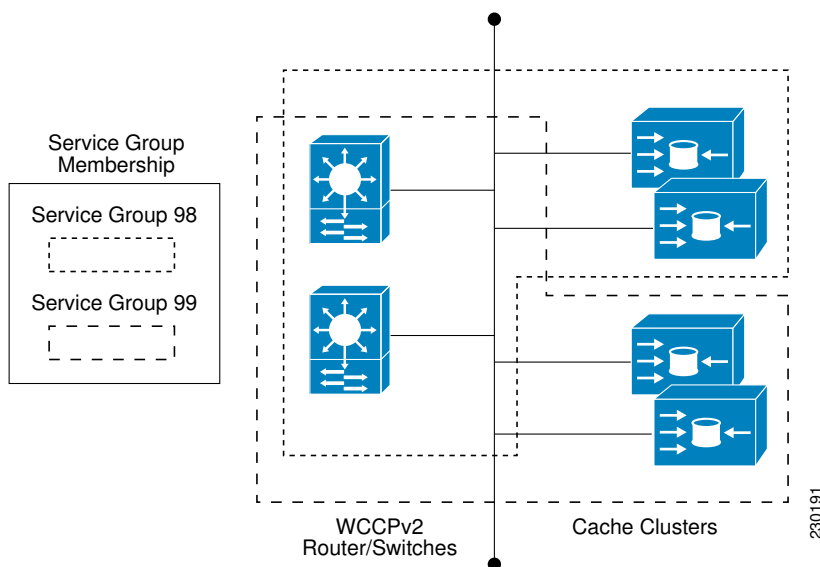 Service Group
Membership
Service Group 98
Service Group 99
WCCPv2
Router/Switches
Cache Clusters
230191